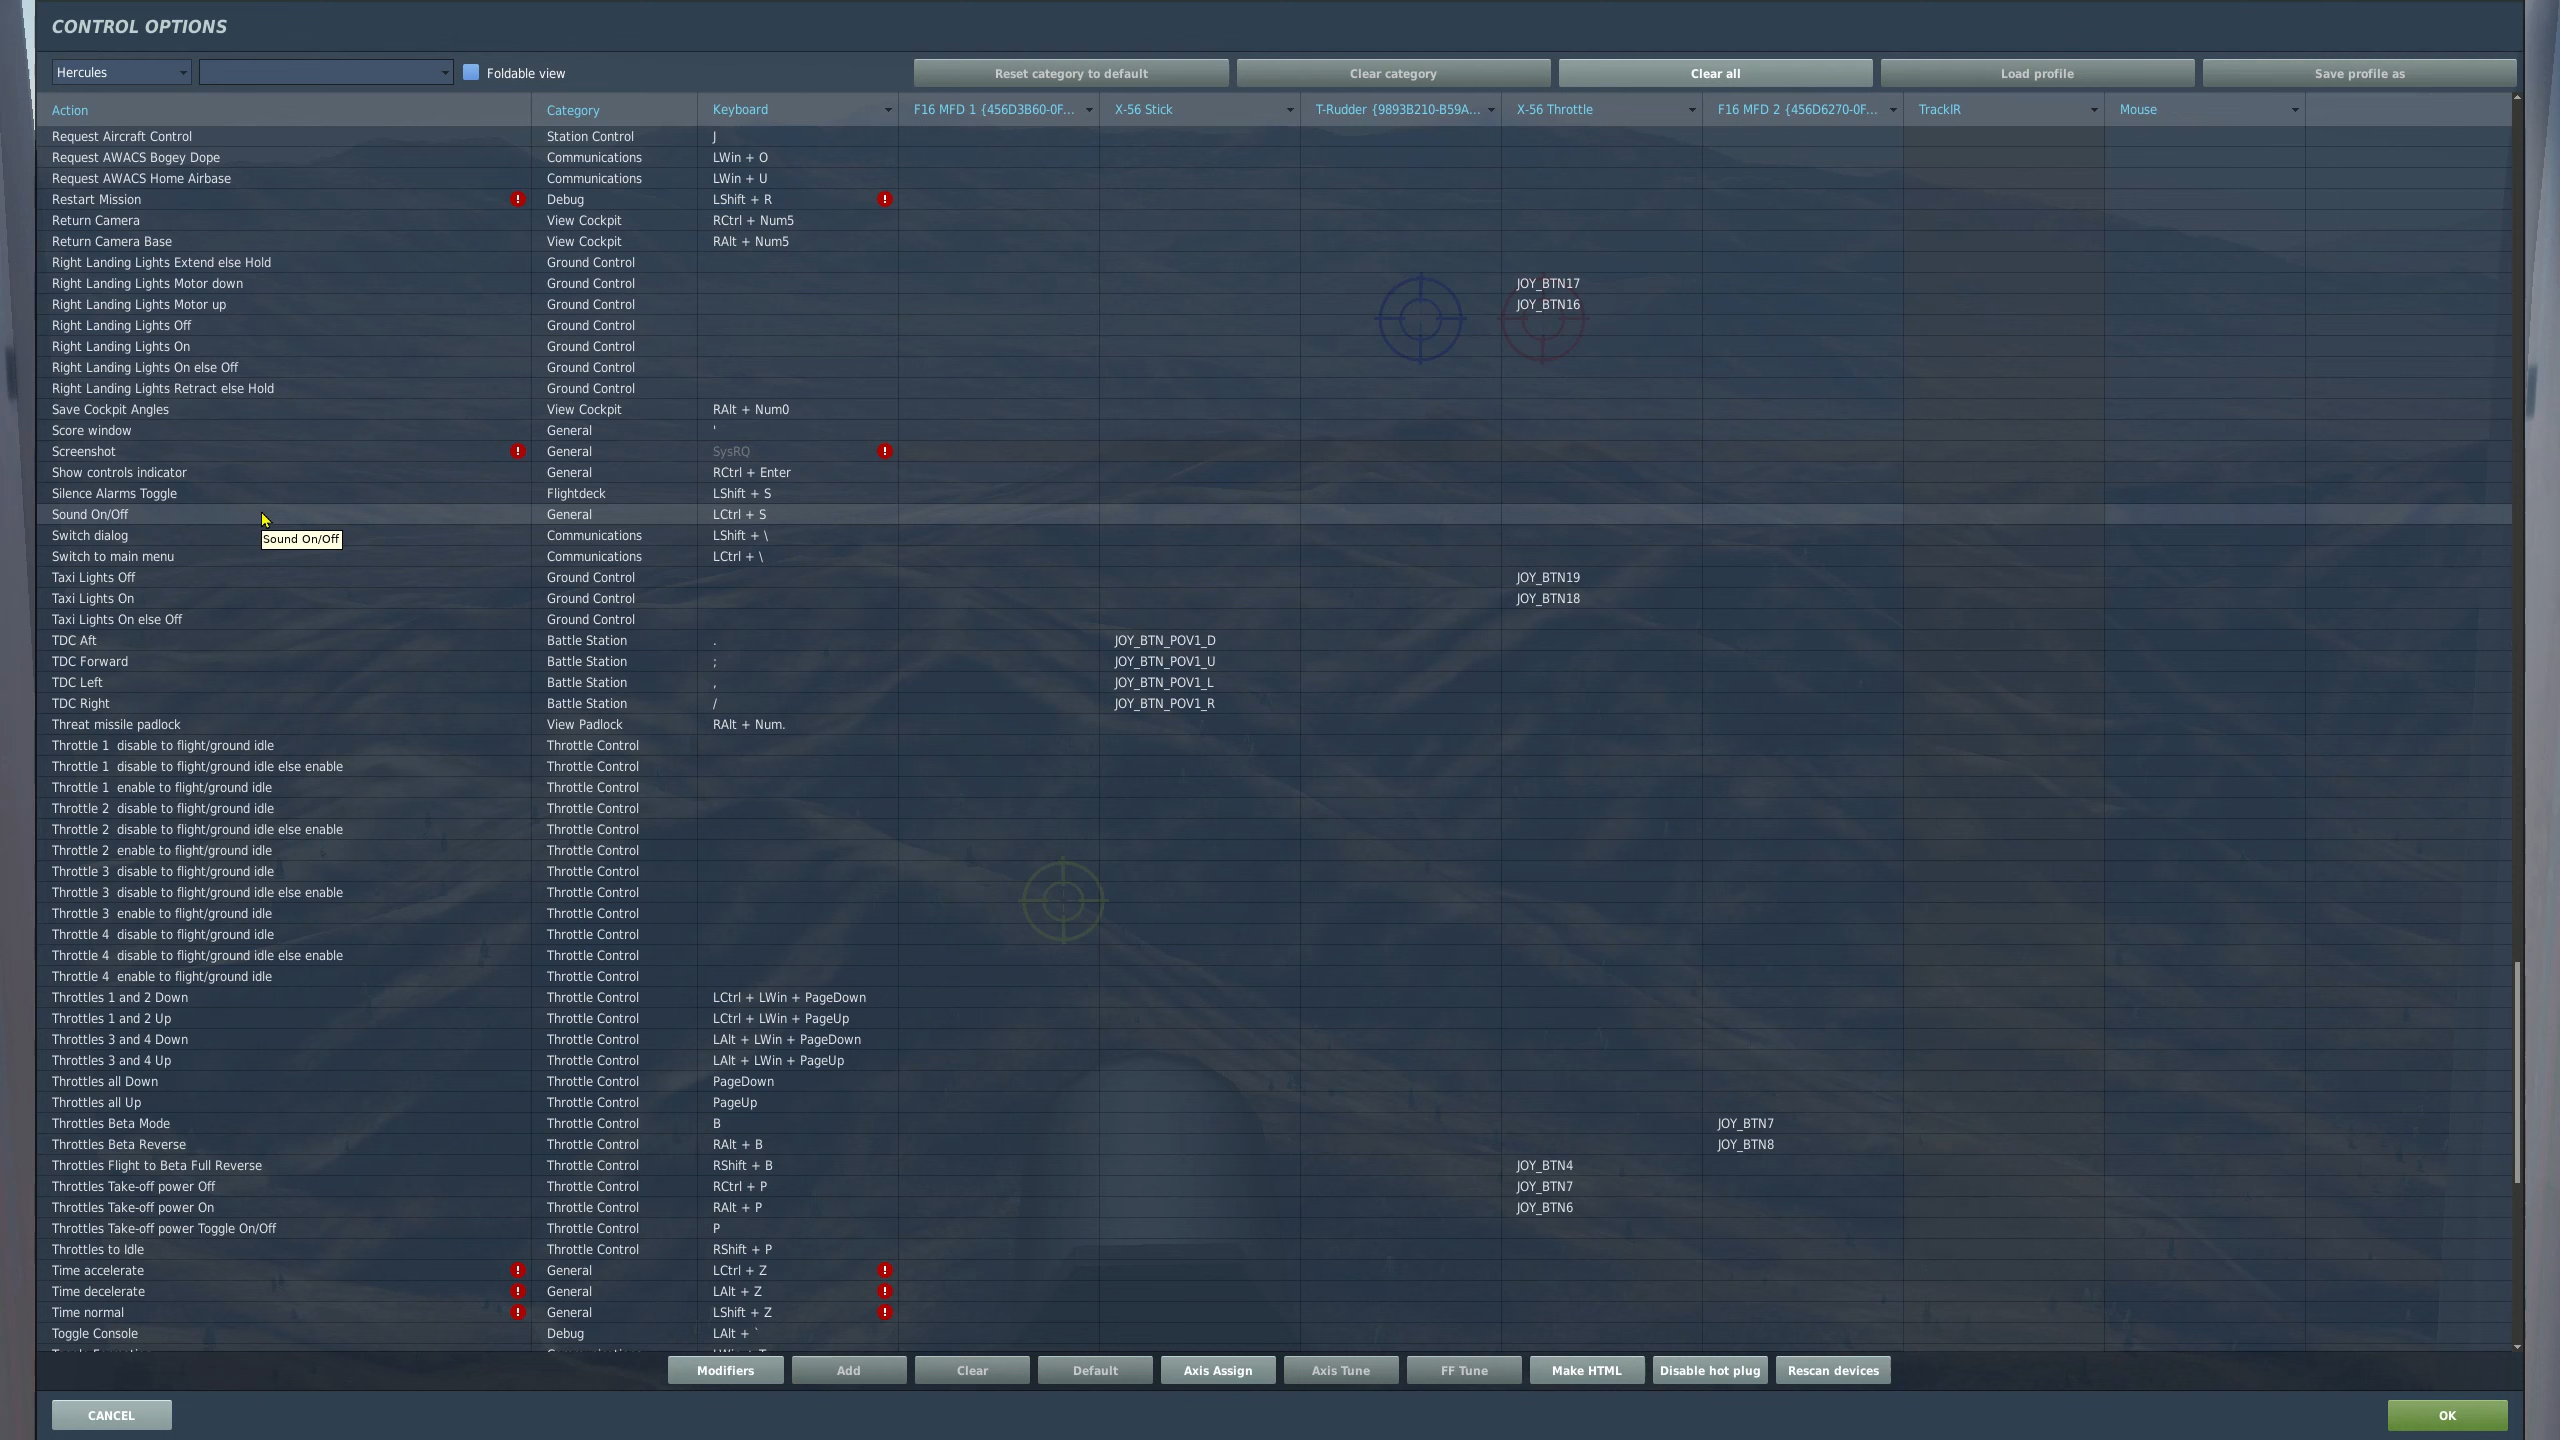 CONTROL OPTIONS
Hercules Foldable view Reset category to default Clear category Clear all Load profile Save profile as
Action Category Keyboard F16 MFD 1 {456D3B60-0F... X-56 Stick T-Rudder {9893B210-B59A... X-56 Throttle F16 MFD 2 {456D6270-0F... TrackIR Mouse
Request Aircraft Control Station Control J
Request AWACS Bogey Dope Communications LWin + O
Request AWACS Home Airbase Communications LWin + U
Restart Mission ! Debug LShift + R !
Return Camera View Cockpit RCtrl + Num5
Return Camera Base View Cockpit RAlt + Num5
Right Landing Lights Extend else Hold Ground Control
Right Landing Lights Motor down Ground Control JOY_BTN17
Right Landing Lights Motor up Ground Control JOY_BTN16
Right Landing Lights Off Ground Control
Right Landing Lights On Ground Control
Right Landing Lights On else Off Ground Control
Right Landing Lights Retract else Hold Ground Control
Save Cockpit Angles View Cockpit RAlt + Num0
Score window General '
Screenshot ! General SysRQ !
Show controls indicator General RCtrl + Enter
Silence Alarms Toggle Flightdeck LShift + S
Sound On/Off General LCtrl + S
Switch dialog Sound On/Off Communications LShift + \
Switch to main menu Communications LCtrl + \
Taxi Lights Off Ground Control JOY_BTN19
Taxi Lights On Ground Control JOY_BTN18
Taxi Lights On else Off Ground Control
TDC Aft Battle Station . JOY_BTN_POV1_D
TDC Forward Battle Station ; JOY_BTN_POV1_U
TDC Left Battle Station , JOY_BTN_POV1_L
TDC Right Battle Station / JOY_BTN_POV1_R
Threat missile padlock View Padlock RAlt + Num.
Throttle 1 disable to flight/ground idle Throttle Control
Throttle 1 disable to flight/ground idle else enable Throttle Control
Throttle 1 enable to flight/ground idle Throttle Control
Throttle 2 disable to flight/ground idle Throttle Control
Throttle 2 disable to flight/ground idle else enable Throttle Control
Throttle 2 enable to flight/ground idle Throttle Control
Throttle 3 disable to flight/ground idle Throttle Control
Throttle 3 disable to flight/ground idle else enable Throttle Control
Throttle 3 enable to flight/ground idle Throttle Control
Throttle 4 disable to flight/ground idle Throttle Control
Throttle 4 disable to flight/ground idle else enable Throttle Control
Throttle 4 enable to flight/ground idle Throttle Control
Throttles 1 and 2 Down Throttle Control LCtrl + LWin + PageDown
Throttles 1 and 2 Up Throttle Control LCtrl + LWin + PageUp
Throttles 3 and 4 Down Throttle Control LAlt + LWin + PageDown
Throttles 3 and 4 Up Throttle Control LAlt + LWin + PageUp
Throttles all Down Throttle Control PageDown
Throttles all Up Throttle Control PageUp
Throttles Beta Mode Throttle Control B JOY_BTN7
Throttles Beta Reverse Throttle Control RAlt + B JOY_BTN8
Throttles Flight to Beta Full Reverse Throttle Control RShift + B JOY_BTN4
Throttles Take-off power Off Throttle Control RCtrl + P JOY_BTN7
Throttles Take-off power On Throttle Control RAlt + P JOY_BTN6
Throttles Take-off power Toggle On/Off Throttle Control P
Throttles to Idle Throttle Control RShift + P
Time accelerate ! General LCtrl + Z !
Time decelerate ! General LAlt + Z !
Time normal ! General LShift + Z !
Toggle Console Debug LAlt + `
Modifiers Add Clear Default Axis Assign Axis Tune FF Tune Make HTML Disable hot plug Rescan devices
CANCEL OK